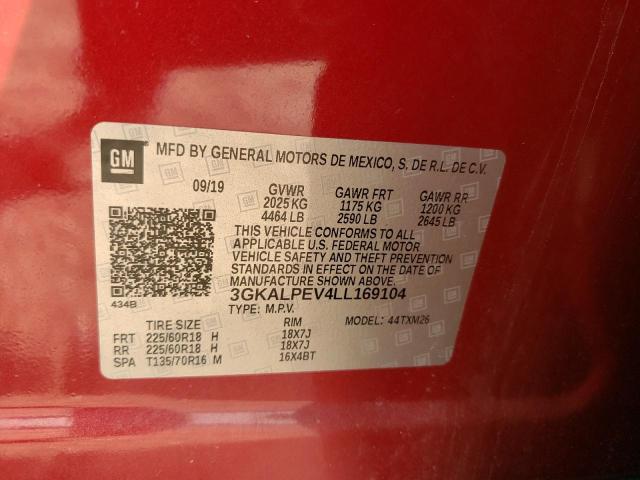 GM MFD BY GENERAL MOTORS DE MEXICO, S. DE R.L. DE C.V.
09/19 GVWR GAWR FRT GAWR RR
2025 KG 1175 KG 1200 KG
4464 LB 2590 LB 2645 LB
THIS VEHICLE CONFORMS TO ALL
APPLICABLE U.S. FEDERAL MOTOR
VEHICLE SAFETY AND THEFT PREVENTION
STANDARDS IN EFFECT ON THE DATE OF
MANUFACTURE SHOWN ABOVE.
434B 3GKALPEV4LL169104
TYPE: M.P.V. MODEL: 44TXM26
TIRE SIZE RIM
FRT 225/60R18 H 18X7J
RR 225/60R18 H 18X7J
SPA T135/70R16 M 16X4BT